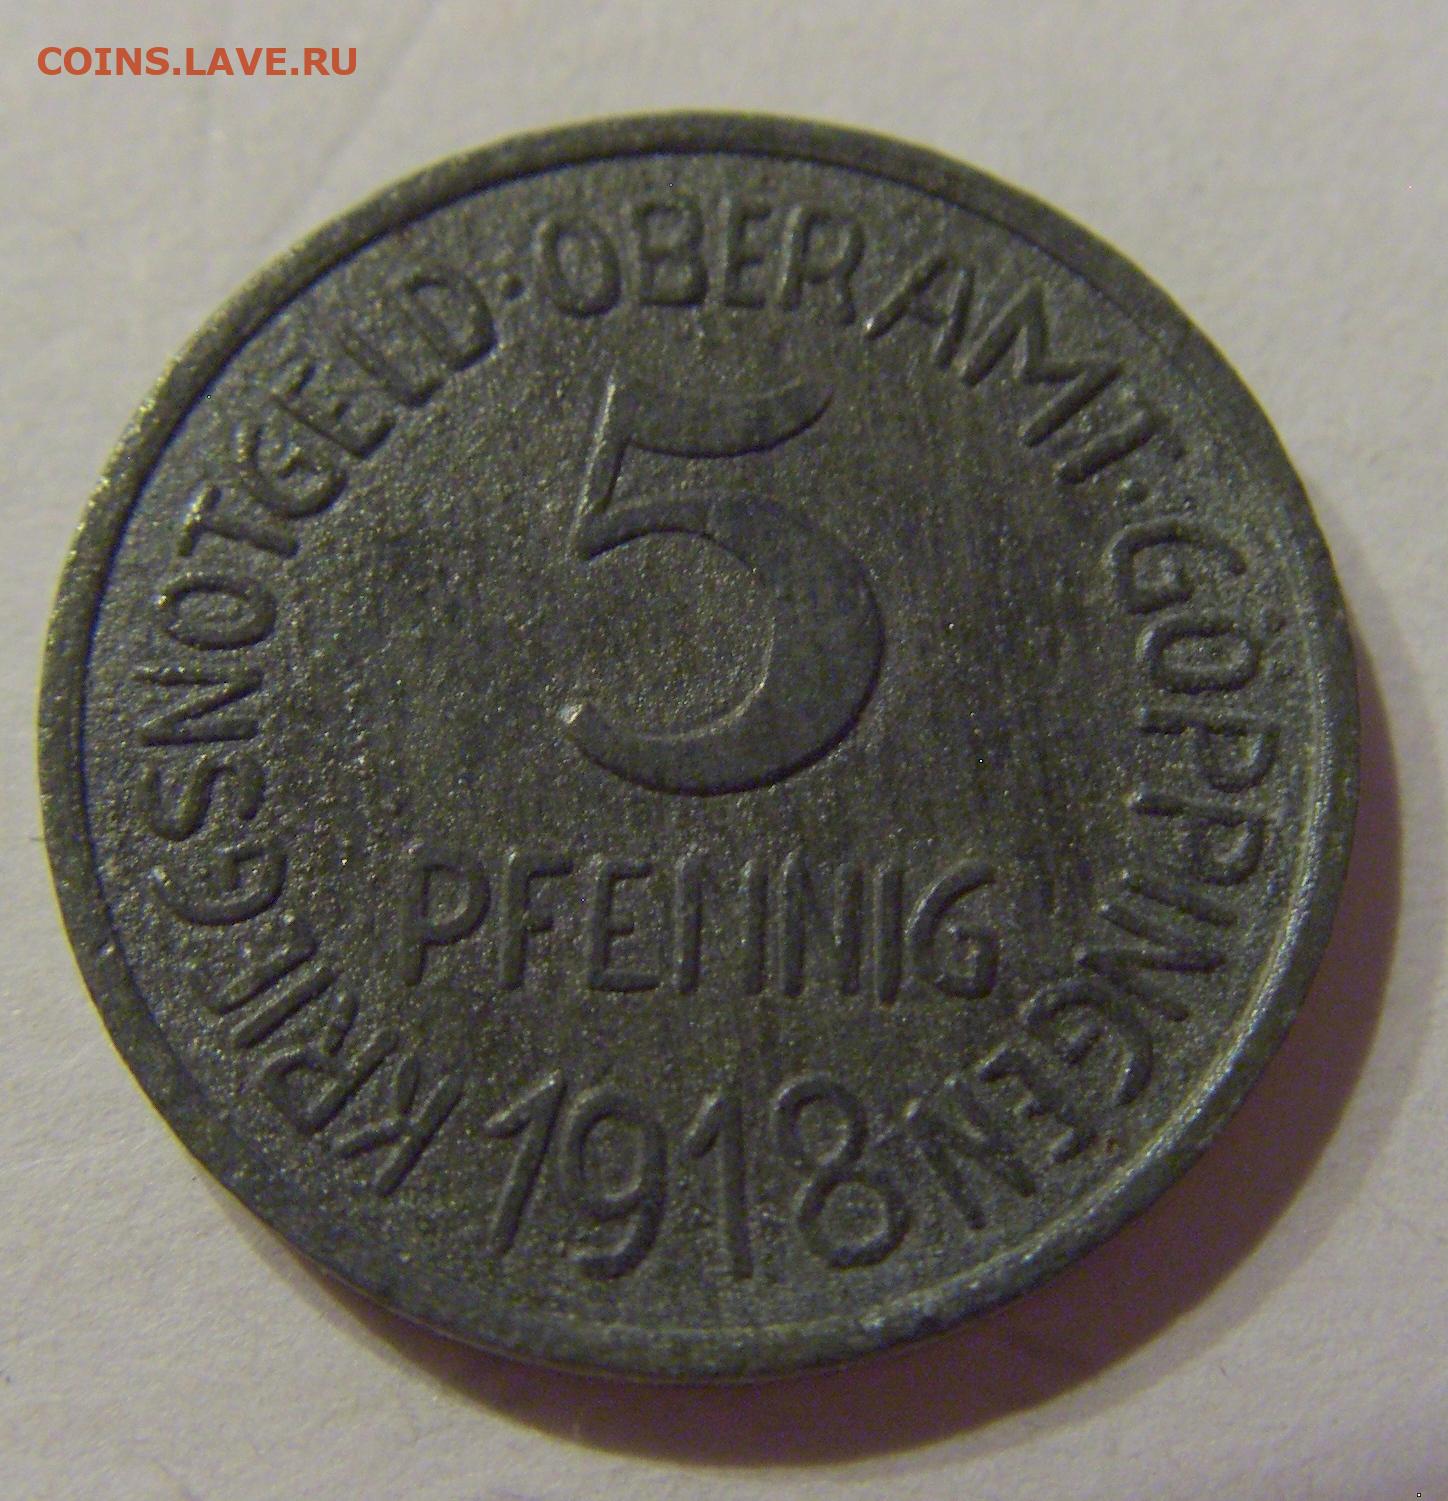 COINS.LAVE.RU
KRIEGSNOTGELD·OBERAMT·GÖPPINGEN
5
PFENNIG
1918